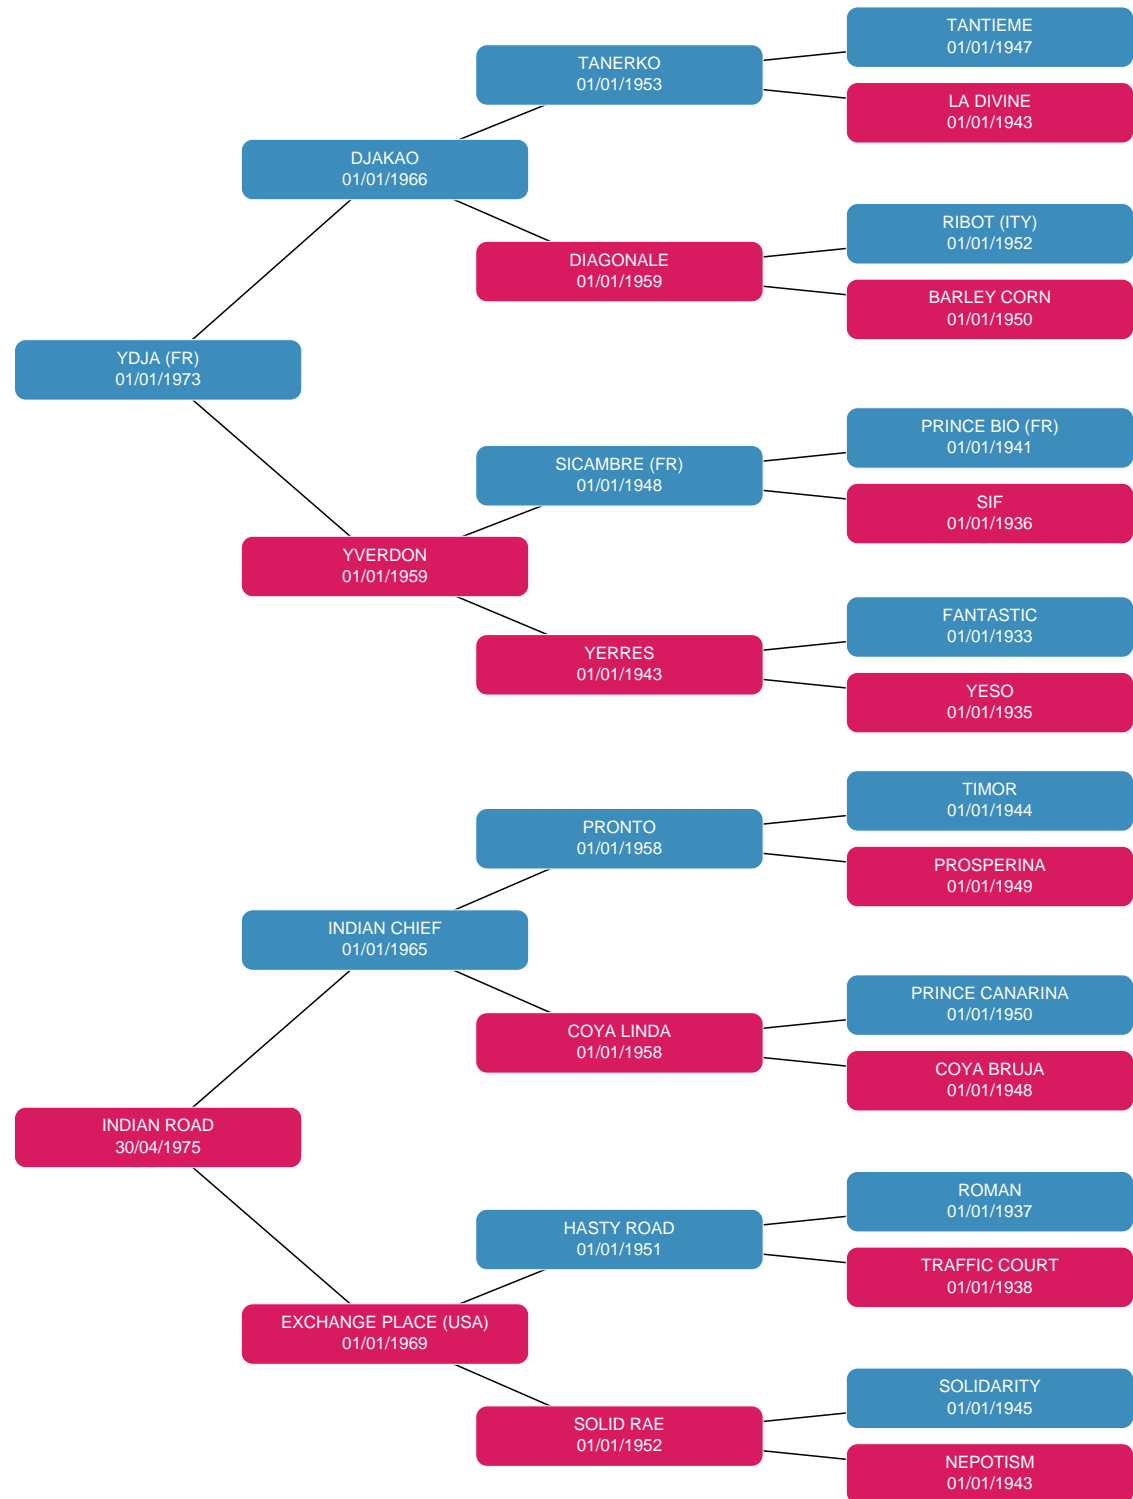 TANTIEME
01/01/1947
TANERKO
01/01/1953
LA DIVINE
01/01/1943
DJAKAO
01/01/1966
RIBOT (ITY)
01/01/1952
DIAGONALE
01/01/1959
BARLEY CORN
01/01/1950
YDJA (FR)
01/01/1973
PRINCE BIO (FR)
01/01/1941
SICAMBRE (FR)
01/01/1948
SIF
01/01/1936
YVERDON
01/01/1959
FANTASTIC
01/01/1933
YERRES
01/01/1943
YESO
01/01/1935
TIMOR
01/01/1944
PRONTO
01/01/1958
PROSPERINA
01/01/1949
INDIAN CHIEF
01/01/1965
PRINCE CANARINA
01/01/1950
COYA LINDA
01/01/1958
COYA BRUJA
01/01/1948
INDIAN ROAD
30/04/1975
ROMAN
01/01/1937
HASTY ROAD
01/01/1951
TRAFFIC COURT
01/01/1938
EXCHANGE PLACE (USA)
01/01/1969
SOLIDARITY
01/01/1945
SOLID RAE
01/01/1952
NEPOTISM
01/01/1943